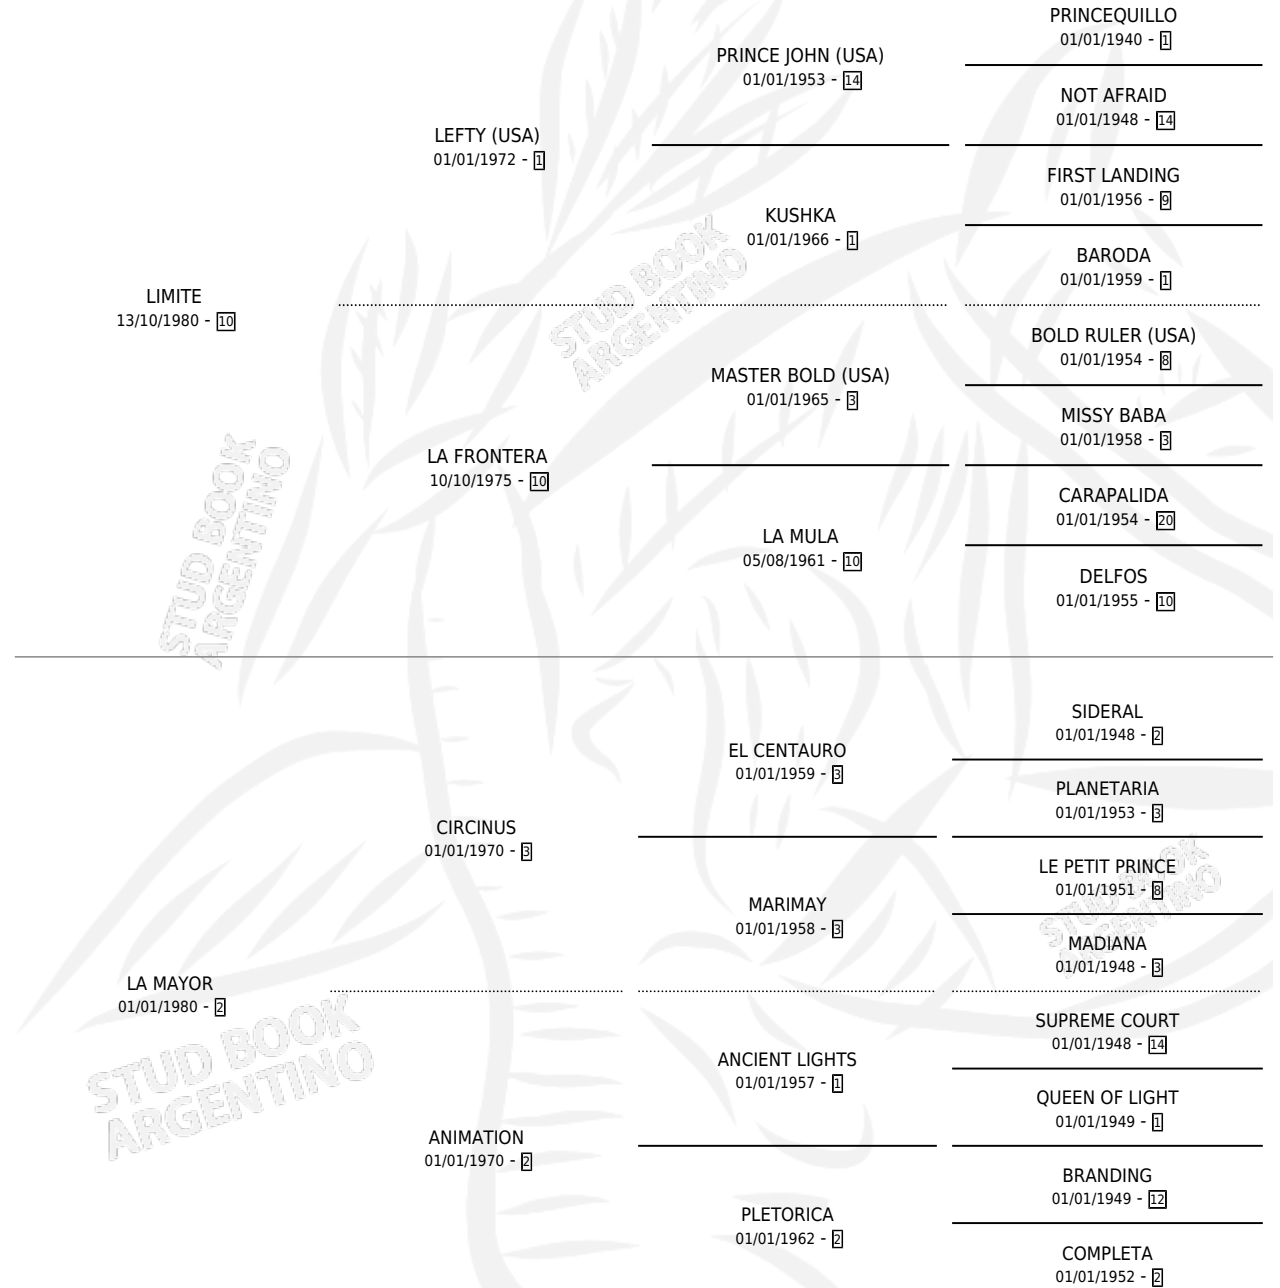 PRINCEQUILLO
01/01/1940 - 1
PRINCE JOHN (USA)
01/01/1953 - 14
NOT AFRAID
01/01/1948 - 14
LEFTY (USA)
01/01/1972 - 1
FIRST LANDING
01/01/1956 - 9
KUSHKA
01/01/1966 - 1
BARODA
01/01/1959 - 1
LIMITE
13/10/1980 - 10
STUD BOOK
ARGENTINO
BOLD RULER (USA)
01/01/1954 - 8
MASTER BOLD (USA)
01/01/1965 - 3
MISSY BABA
01/01/1958 - 3
LA FRONTERA
10/10/1975 - 10
CARAPALIDA
01/01/1954 - 20
LA MULA
05/08/1961 - 10
DELFOS
01/01/1955 - 10
STUD BOOK
ARGENTINO
SIDERAL
01/01/1948 - 2
EL CENTAURO
01/01/1959 - 3
PLANETARIA
01/01/1953 - 3
CIRCINUS
01/01/1970 - 3
LE PETIT PRINCE
01/01/1951 - 8
MARIMAY
01/01/1958 - 3
MADIANA
01/01/1948 - 3
STUD BOOK
ARGENTINO
LA MAYOR
01/01/1980 - 2
SUPREME COURT
01/01/1948 - 14
ANCIENT LIGHTS
01/01/1957 - 1
QUEEN OF LIGHT
01/01/1949 - 1
STUD BOOK
ARGENTINO
ANIMATION
01/01/1970 - 2
BRANDING
01/01/1949 - 12
PLETORICA
01/01/1962 - 2
COMPLETA
01/01/1952 - 2